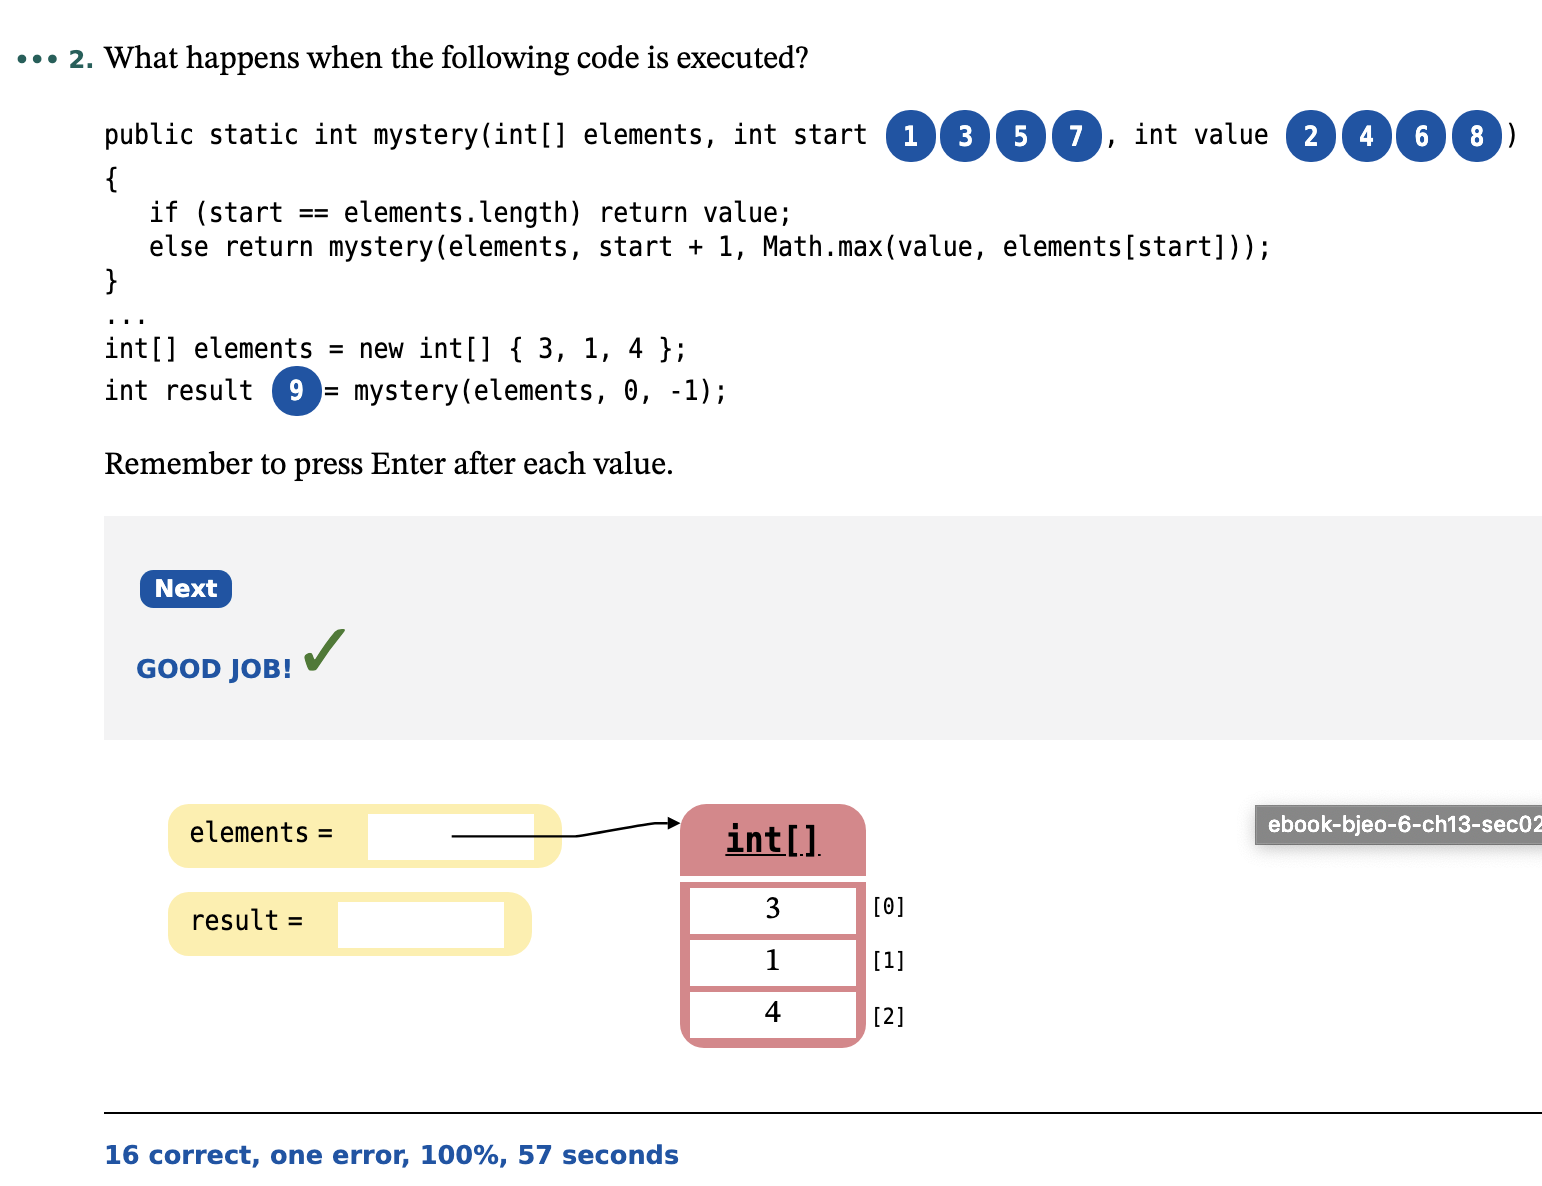 ••• 2. What happens when the following code is executed?
public static int mystery(int[] elements, int start 1 3 5 7 , int value 2 4 6 8 )
{
if (start == elements.length) return value;
else return mystery(elements, start + 1, Math.max(value, elements[start]));
}
...
int[] elements = new int[] { 3, 1, 4 };
int result 9 = mystery(elements, 0, -1);
Remember to press Enter after each value.
Next
GOOD JOB! ✓
elements =
int[]
ebook-bjeo-6-ch13-sec02
result =
3 [0]
1 [1]
4 [2]
16 correct, one error, 100%, 57 seconds